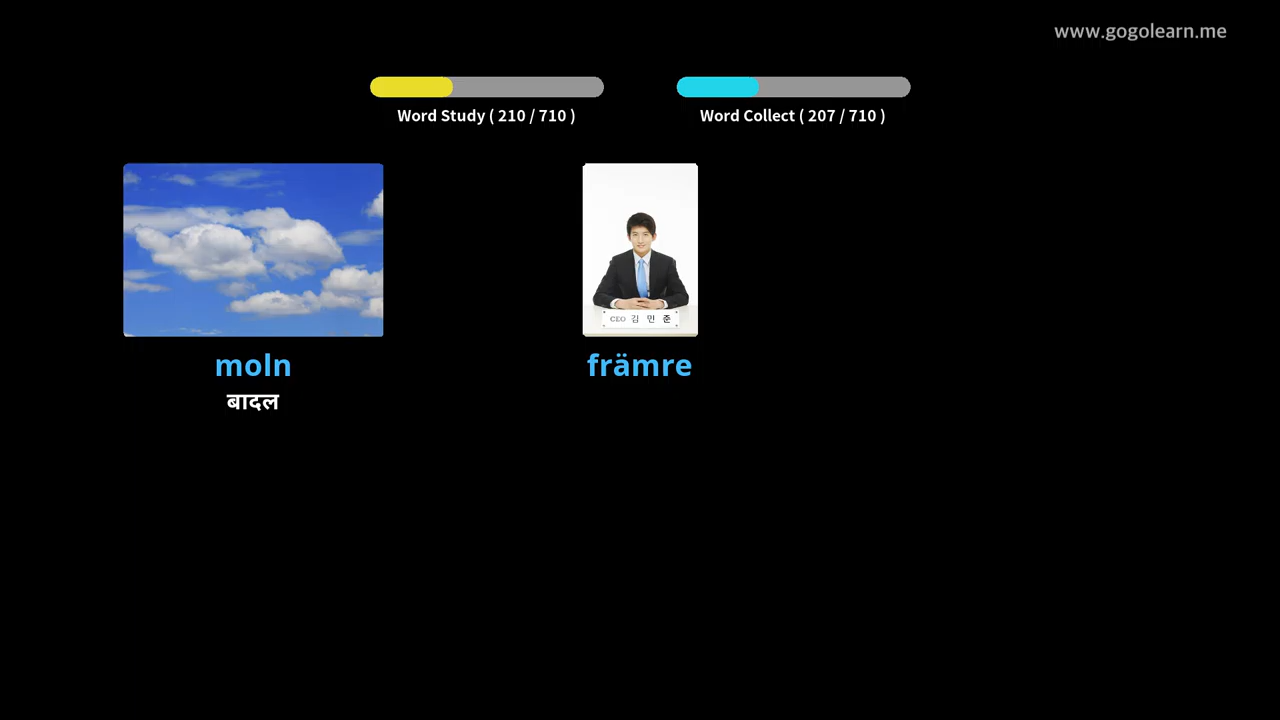 www.gogolearn.me
Word Study ( 210 / 710 )
Word Collect ( 207 / 710 )
CEO 김 민 준
moln
främre
बादल